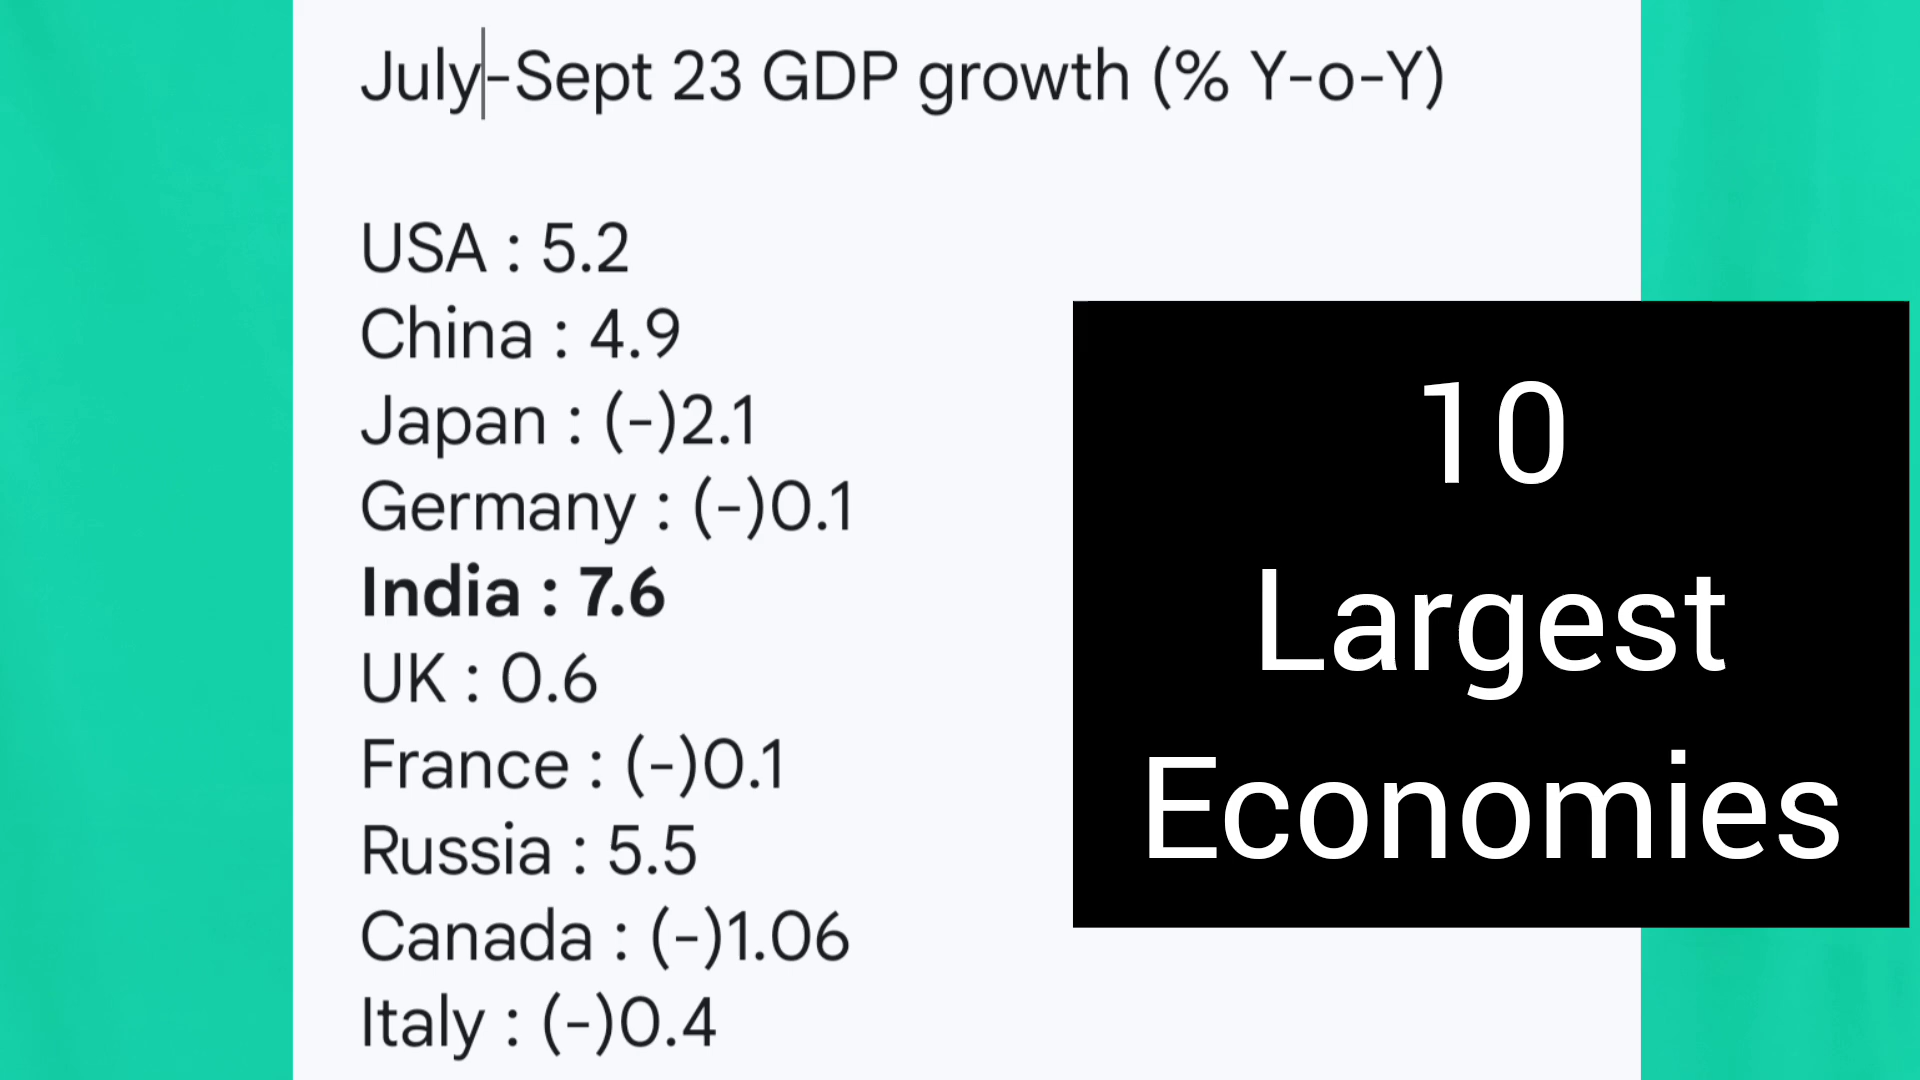 July-Sept 23 GDP growth (% Y-o-Y)
USA : 5.2
China : 4.9
Japan : (-)2.1
Germany : (-)0.1
India : 7.6
UK : 0.6
France : (-)0.1
Russia : 5.5
Canada : (-)1.06
Italy : (-)0.4
10
Largest
Economies